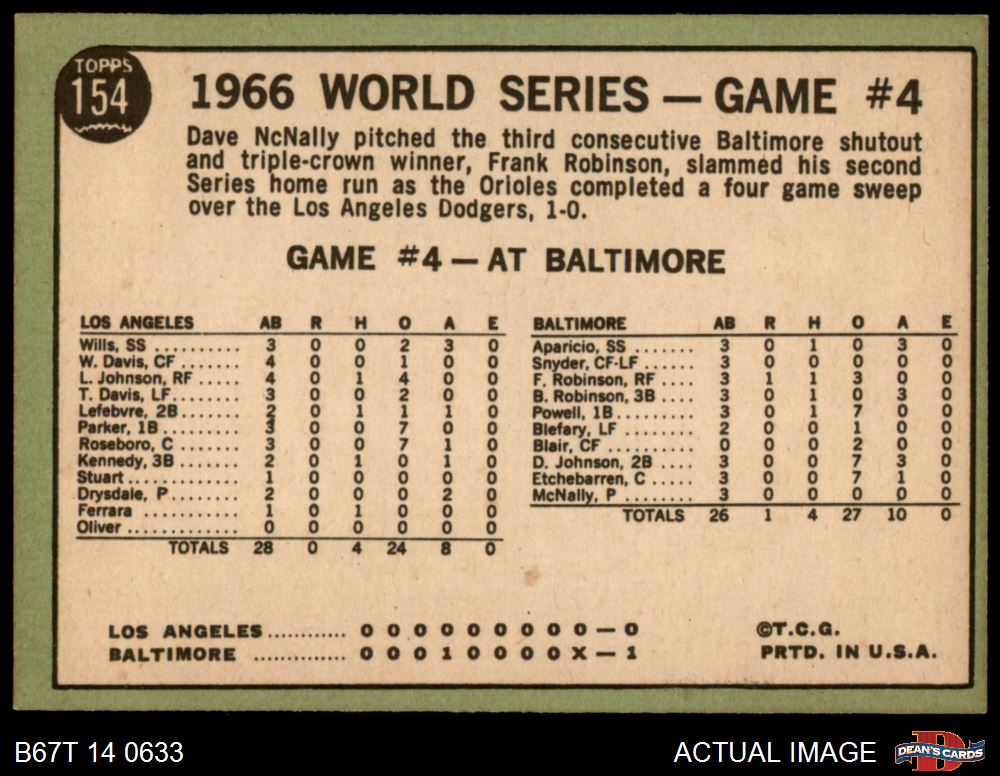 TOPPS
154
1966 WORLD SERIES — GAME #4
Dave NcNally pitched the third consecutive Baltimore shutout
and triple-crown winner, Frank Robinson, slammed his second
Series home run as the Orioles completed a four game sweep
over the Los Angeles Dodgers, 1-0.
GAME #4 — AT BALTIMORE
LOS ANGELES AB R H O A E
Wills, SS .......... 3 0 0 2 3 0
W. Davis, CF ........ 4 0 0 1 0 0
L. Johnson, RF ..... 4 0 1 4 0 0
T. Davis, LF......... 3 0 0 2 0 0
Lefebvre, 2B........ 2 0 1 1 1 0
Parker, 1B .......... 3 0 0 7 0 0
Roseboro, C ........ 3 0 0 7 1 0
Kennedy, 3B ........ 2 0 1 0 1 0
Stuart.............. 1 0 0 0 0 0
Drysdale, P......... 2 0 0 0 2 0
Ferrara ............ 1 0 1 0 0 0
Oliver .............. 0 0 0 0 0 0
TOTALS 28 0 4 24 8 0
BALTIMORE AB R H O A E
Aparicio, SS ....... 3 0 1 0 3 0
Snyder, CF-LF ...... 3 0 0 0 0 0
F. Robinson, RF .... 3 1 1 3 0 0
B. Robinson, 3B .... 3 0 1 0 3 0
Powell, 1B.......... 3 0 1 7 0 0
Blefary, LF ........ 2 0 0 1 0 0
Blair, CF .......... 0 0 0 2 0 0
D. Johnson, 2B .... 3 0 0 7 3 0
Etchebarren, C ..... 3 0 0 7 1 0
McNally, P ......... 3 0 0 0 0 0
TOTALS 26 1 4 27 10 0
LOS ANGELES ............ 0 0 0 0 0 0 0 0 0 — 0
BALTIMORE .............. 0 0 0 1 0 0 0 0 X — 1
©T.C.G.
PRTD. IN U.S.A.
B67T 14 0633
ACTUAL IMAGE
DEAN'S CARDS